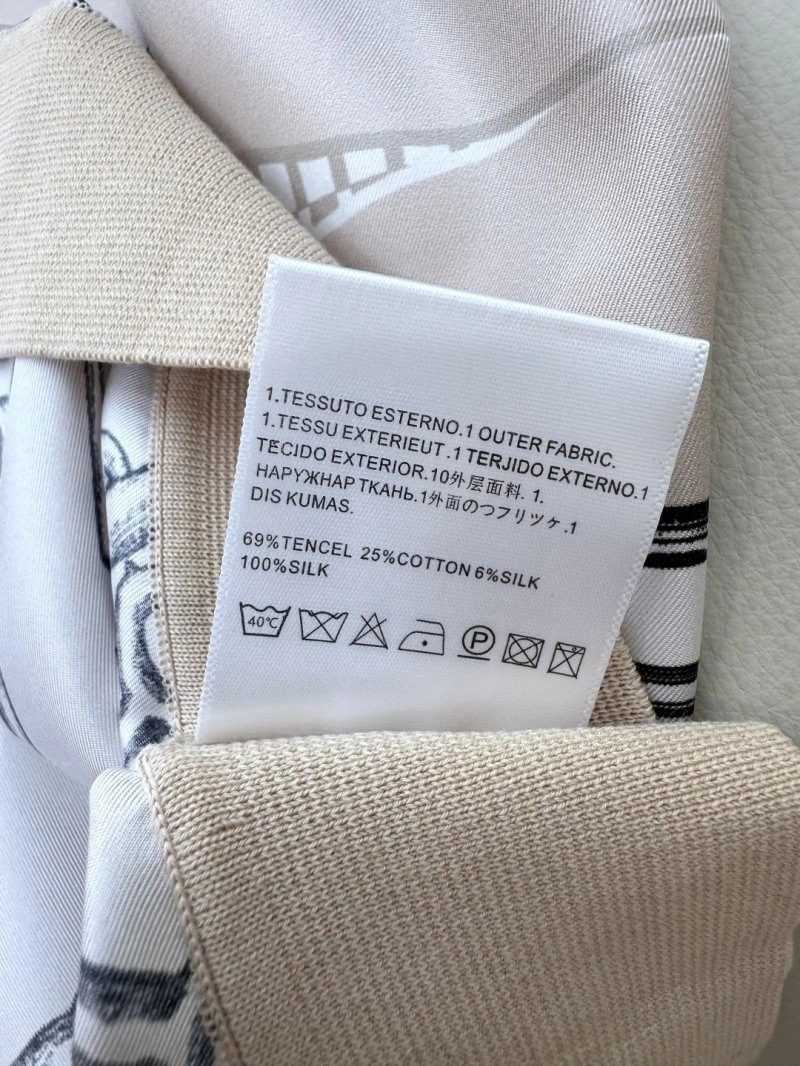 1.TESSUTO ESTERNO.1 OUTER FABRIC.
1.TESSU EXTERIEUT .1 TERJIDO EXTERNO.1
TECIDO EXTERIOR.10外层面料. 1.
НАРУЖНАР ТКАНЬ.1外面のつフリツケ.1
DIS KUMAS.
69%TENCEL 25%COTTON 6%SILK
100%SILK
40℃ P